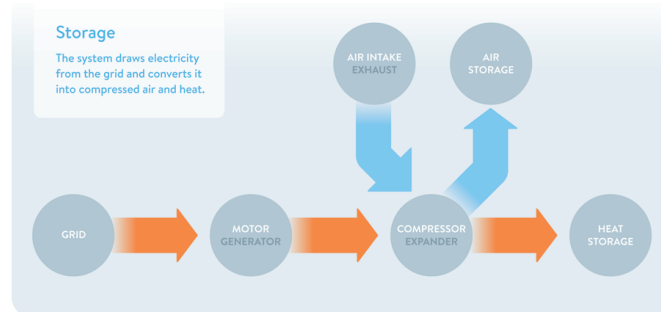 Storage
The system draws electricity
from the grid and converts it
into compressed air and heat.
AIR INTAKE
EXHAUST
AIR
STORAGE
GRID
MOTOR
GENERATOR
COMPRESSOR
EXPANDER
HEAT
STORAGE